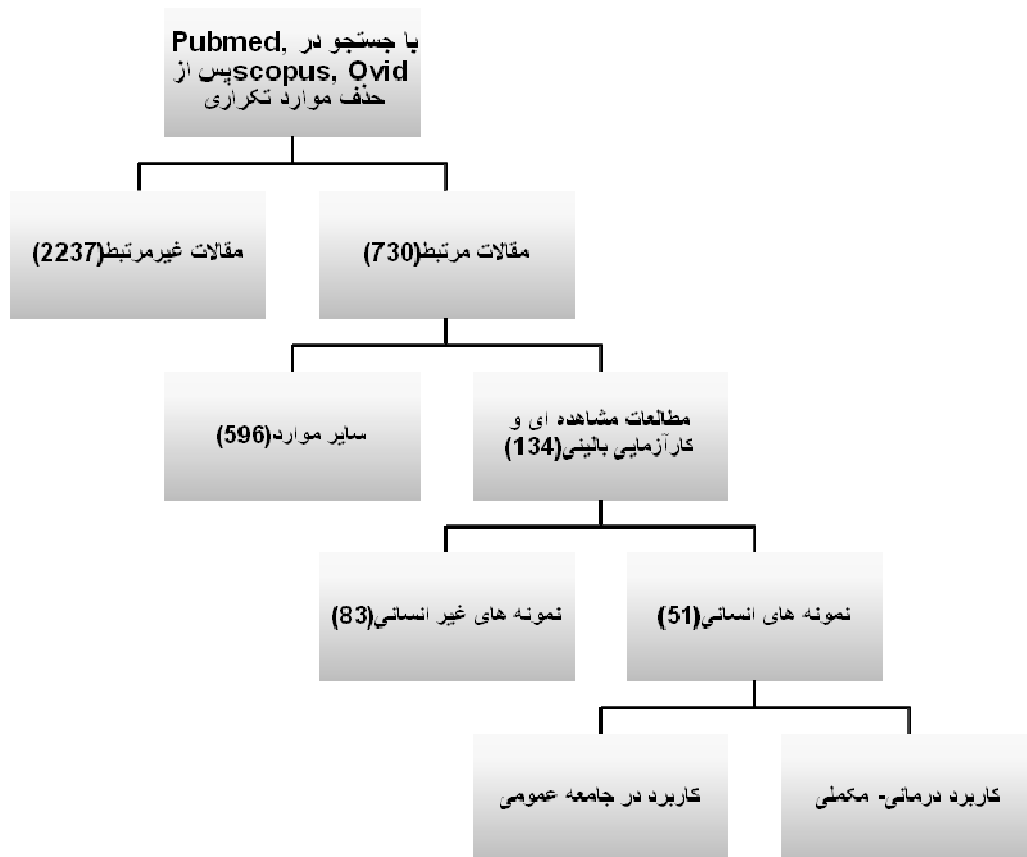 با جستجو در Pubmed,
scopus, Ovid پس از
حذف موارد تکراری
مقالات مرتبط(730)
مقالات غیرمرتبط(2237)
مطالعات مشاهده ای و
کارآزمایی بالینی(134)
سایر موارد(596)
نمونه های انسانی(51)
نمونه های غیر انسانی(83)
کاربرد درمانی- مکملی
کاربرد در جامعه عمومی